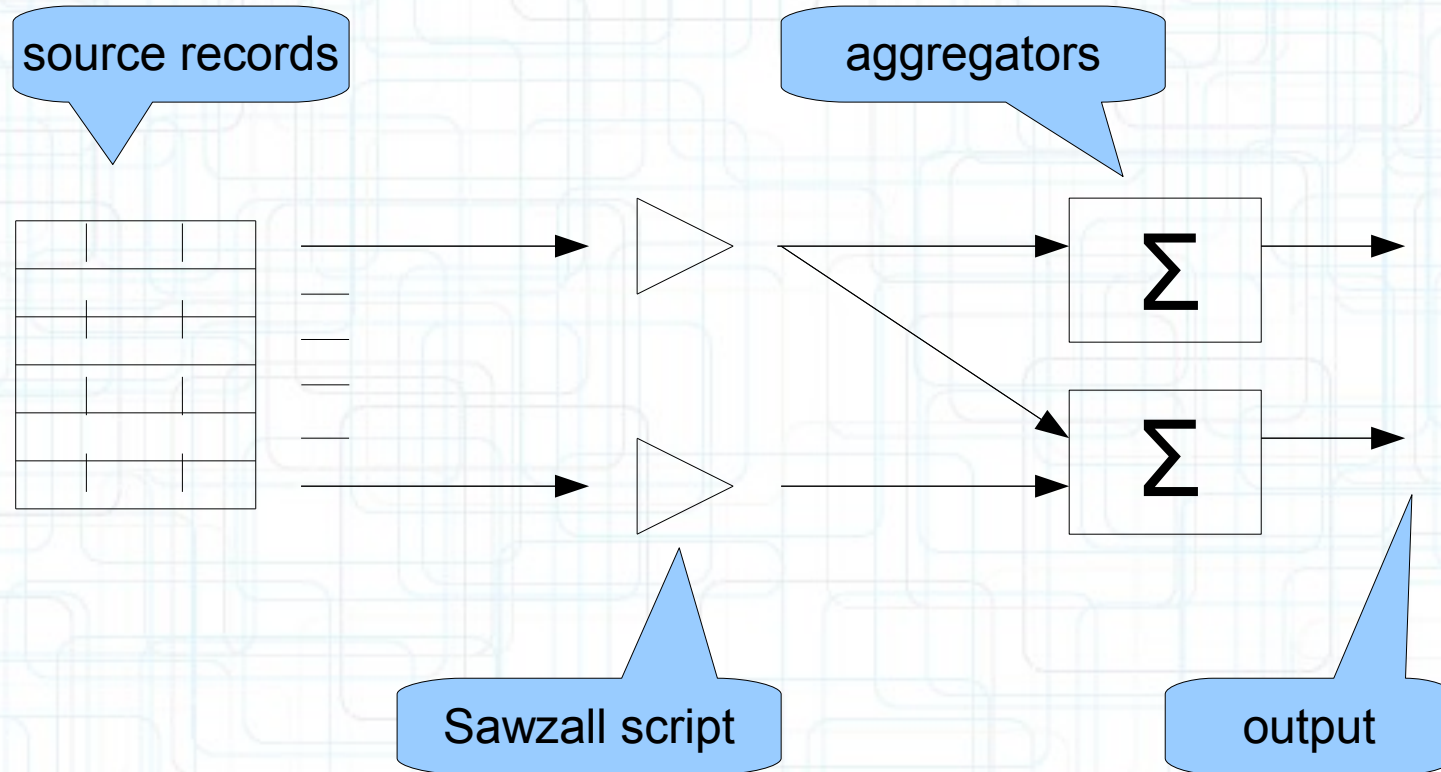 source records
aggregators
Σ
Σ
Sawzall script
output